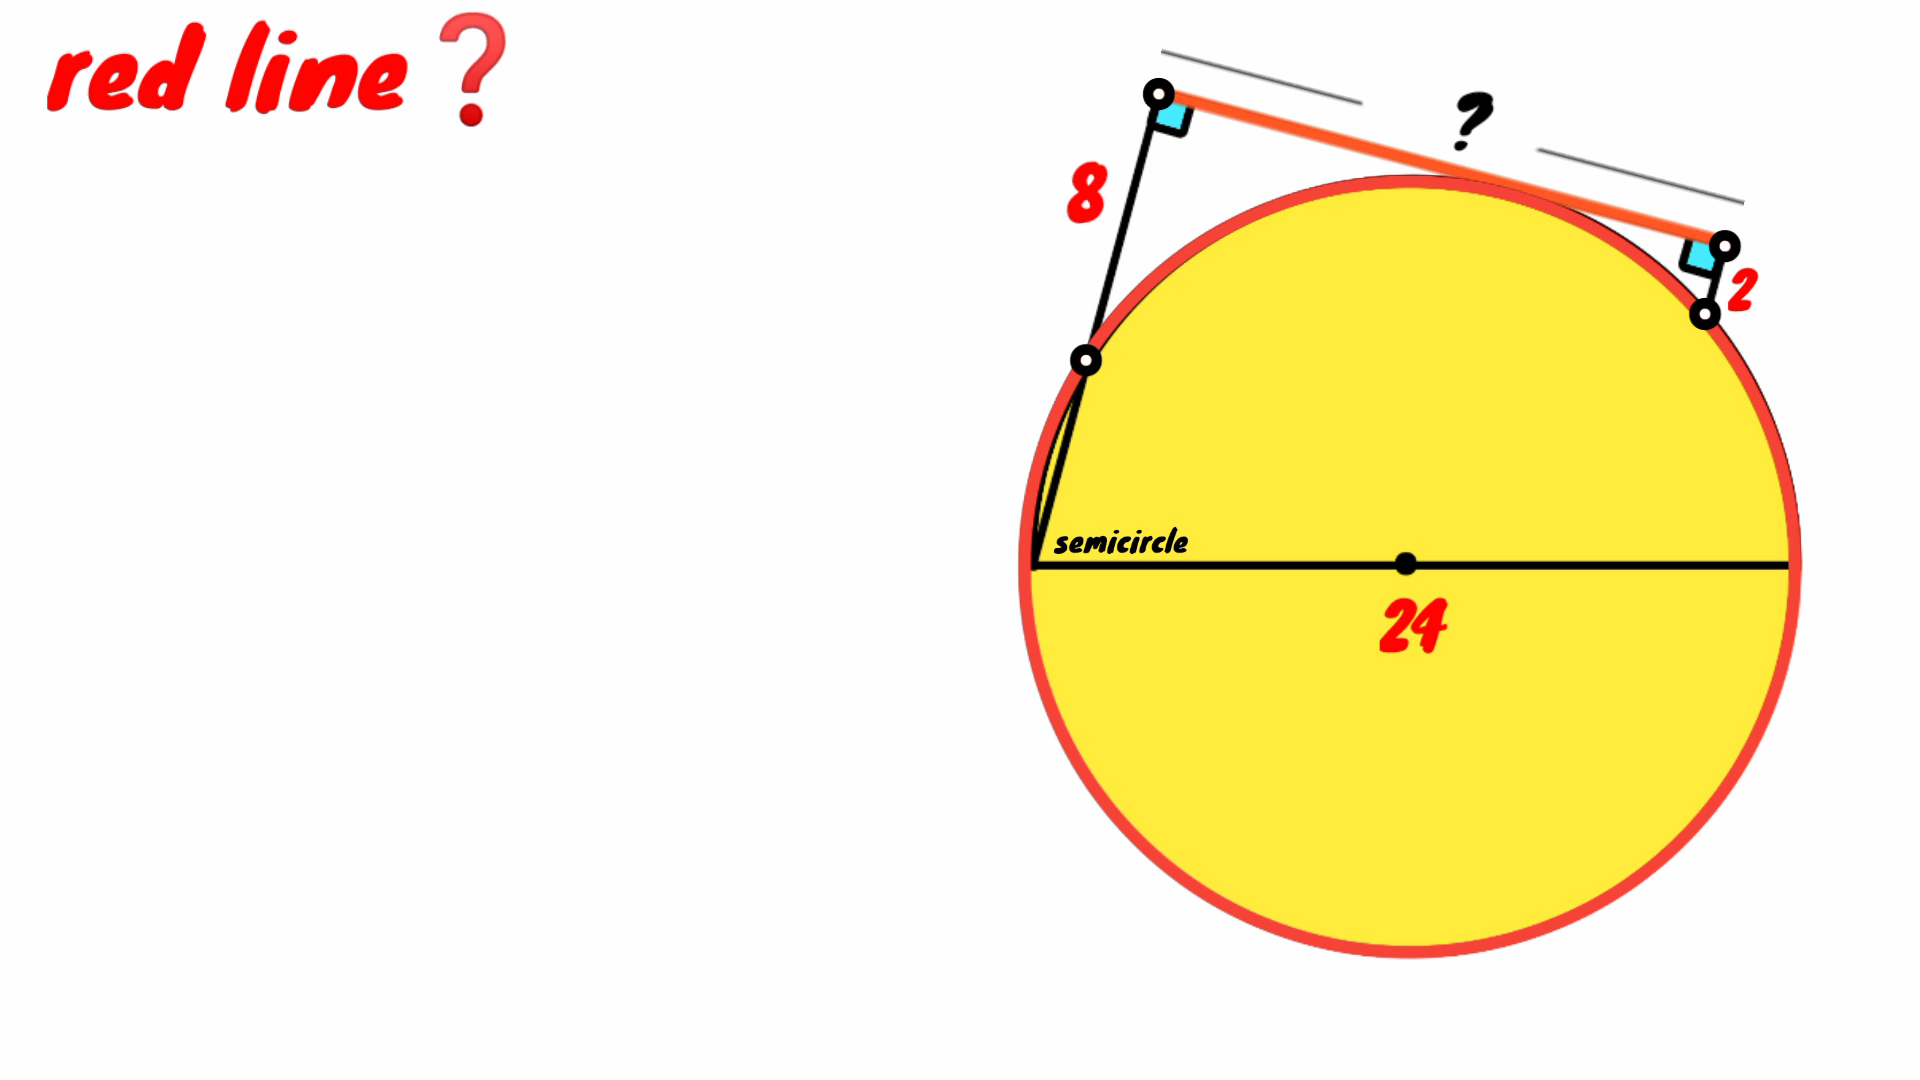 red line❓
?
8
2
semicircle
24